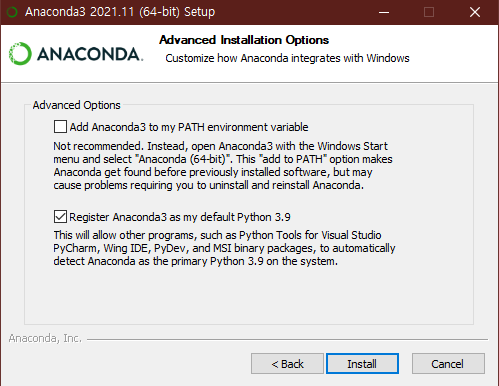 Anaconda3 2021.11 (64-bit) Setup
ANACONDA.
Advanced Installation Options
Customize how Anaconda integrates with Windows
Advanced Options
Add Anaconda3 to my PATH environment variable
Not recommended. Instead, open Anaconda3 with the Windows Start
menu and select "Anaconda (64-bit)". This "add to PATH" option makes
Anaconda get found before previously installed software, but may
cause problems requiring you to uninstall and reinstall Anaconda.
Register Anaconda3 as my default Python 3.9
This will allow other programs, such as Python Tools for Visual Studio
PyCharm, Wing IDE, PyDev, and MSI binary packages, to automatically
detect Anaconda as the primary Python 3.9 on the system.
Anaconda, Inc.
< Back
Install
Cancel